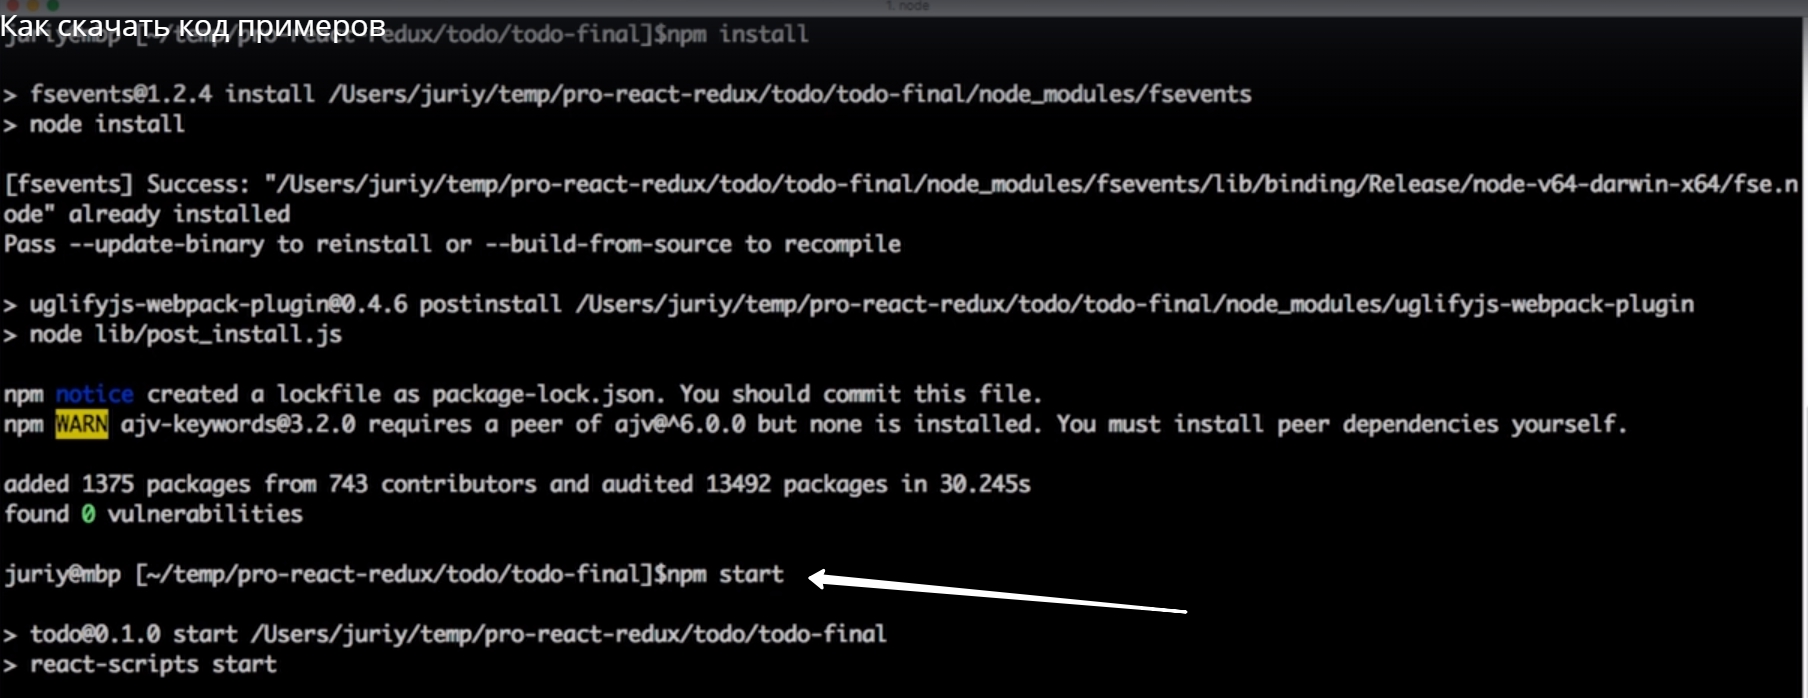 1. node
Как скачать код примеров
juriy@mbp [~/temp/pro-react-redux/todo/todo-final]$npm install
> fsevents@1.2.4 install /Users/juriy/temp/pro-react-redux/todo/todo-final/node_modules/fsevents
> node install
[fsevents] Success: "/Users/juriy/temp/pro-react-redux/todo/todo-final/node_modules/fsevents/lib/binding/Release/node-v64-darwin-x64/fse.n
ode" already installed
Pass --update-binary to reinstall or --build-from-source to recompile
> uglifyjs-webpack-plugin@0.4.6 postinstall /Users/juriy/temp/pro-react-redux/todo/todo-final/node_modules/uglifyjs-webpack-plugin
> node lib/post_install.js
npm notice created a lockfile as package-lock.json. You should commit this file.
npm WARN ajv-keywords@3.2.0 requires a peer of ajv@^6.0.0 but none is installed. You must install peer dependencies yourself.
added 1375 packages from 743 contributors and audited 13492 packages in 30.245s
found 0 vulnerabilities
juriy@mbp [~/temp/pro-react-redux/todo/todo-final]$npm start
> todo@0.1.0 start /Users/juriy/temp/pro-react-redux/todo/todo-final
> react-scripts start